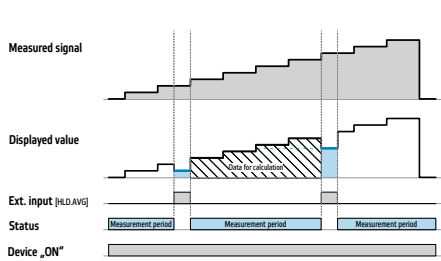 Measured signal
Displayed value
Data for calculation
Ext. input [HLD.AVG]
Status
Measurement period
Measurement period
Measurement period
Device „ON“